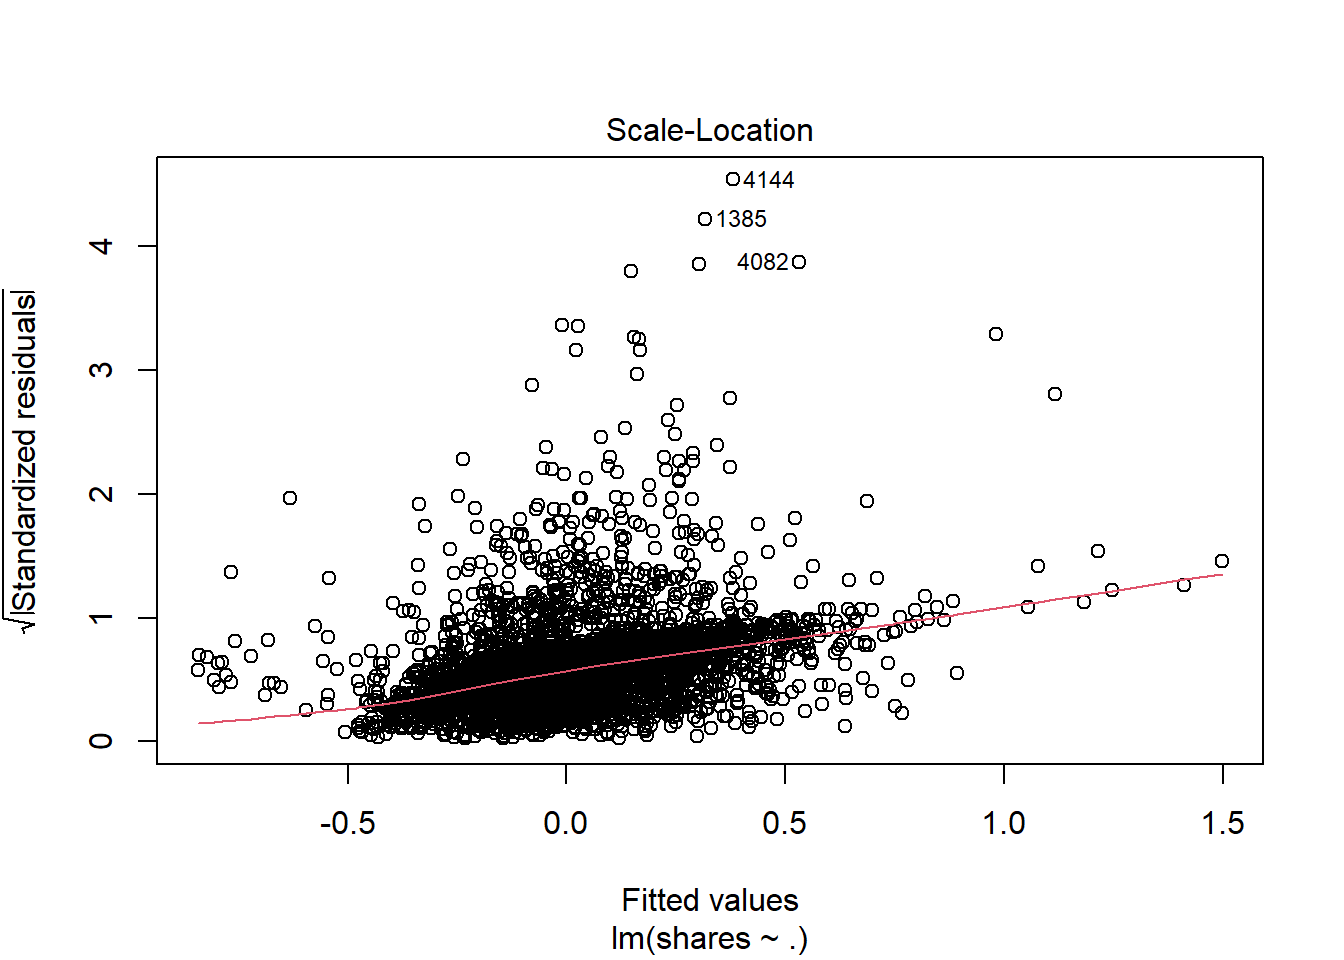 Scale-Location
4144
1385
4082
√|Standardized residuals|
4
3
2
1
0
-0.5 0.0 0.5 1.0 1.5
Fitted values
lm(shares ~ .)